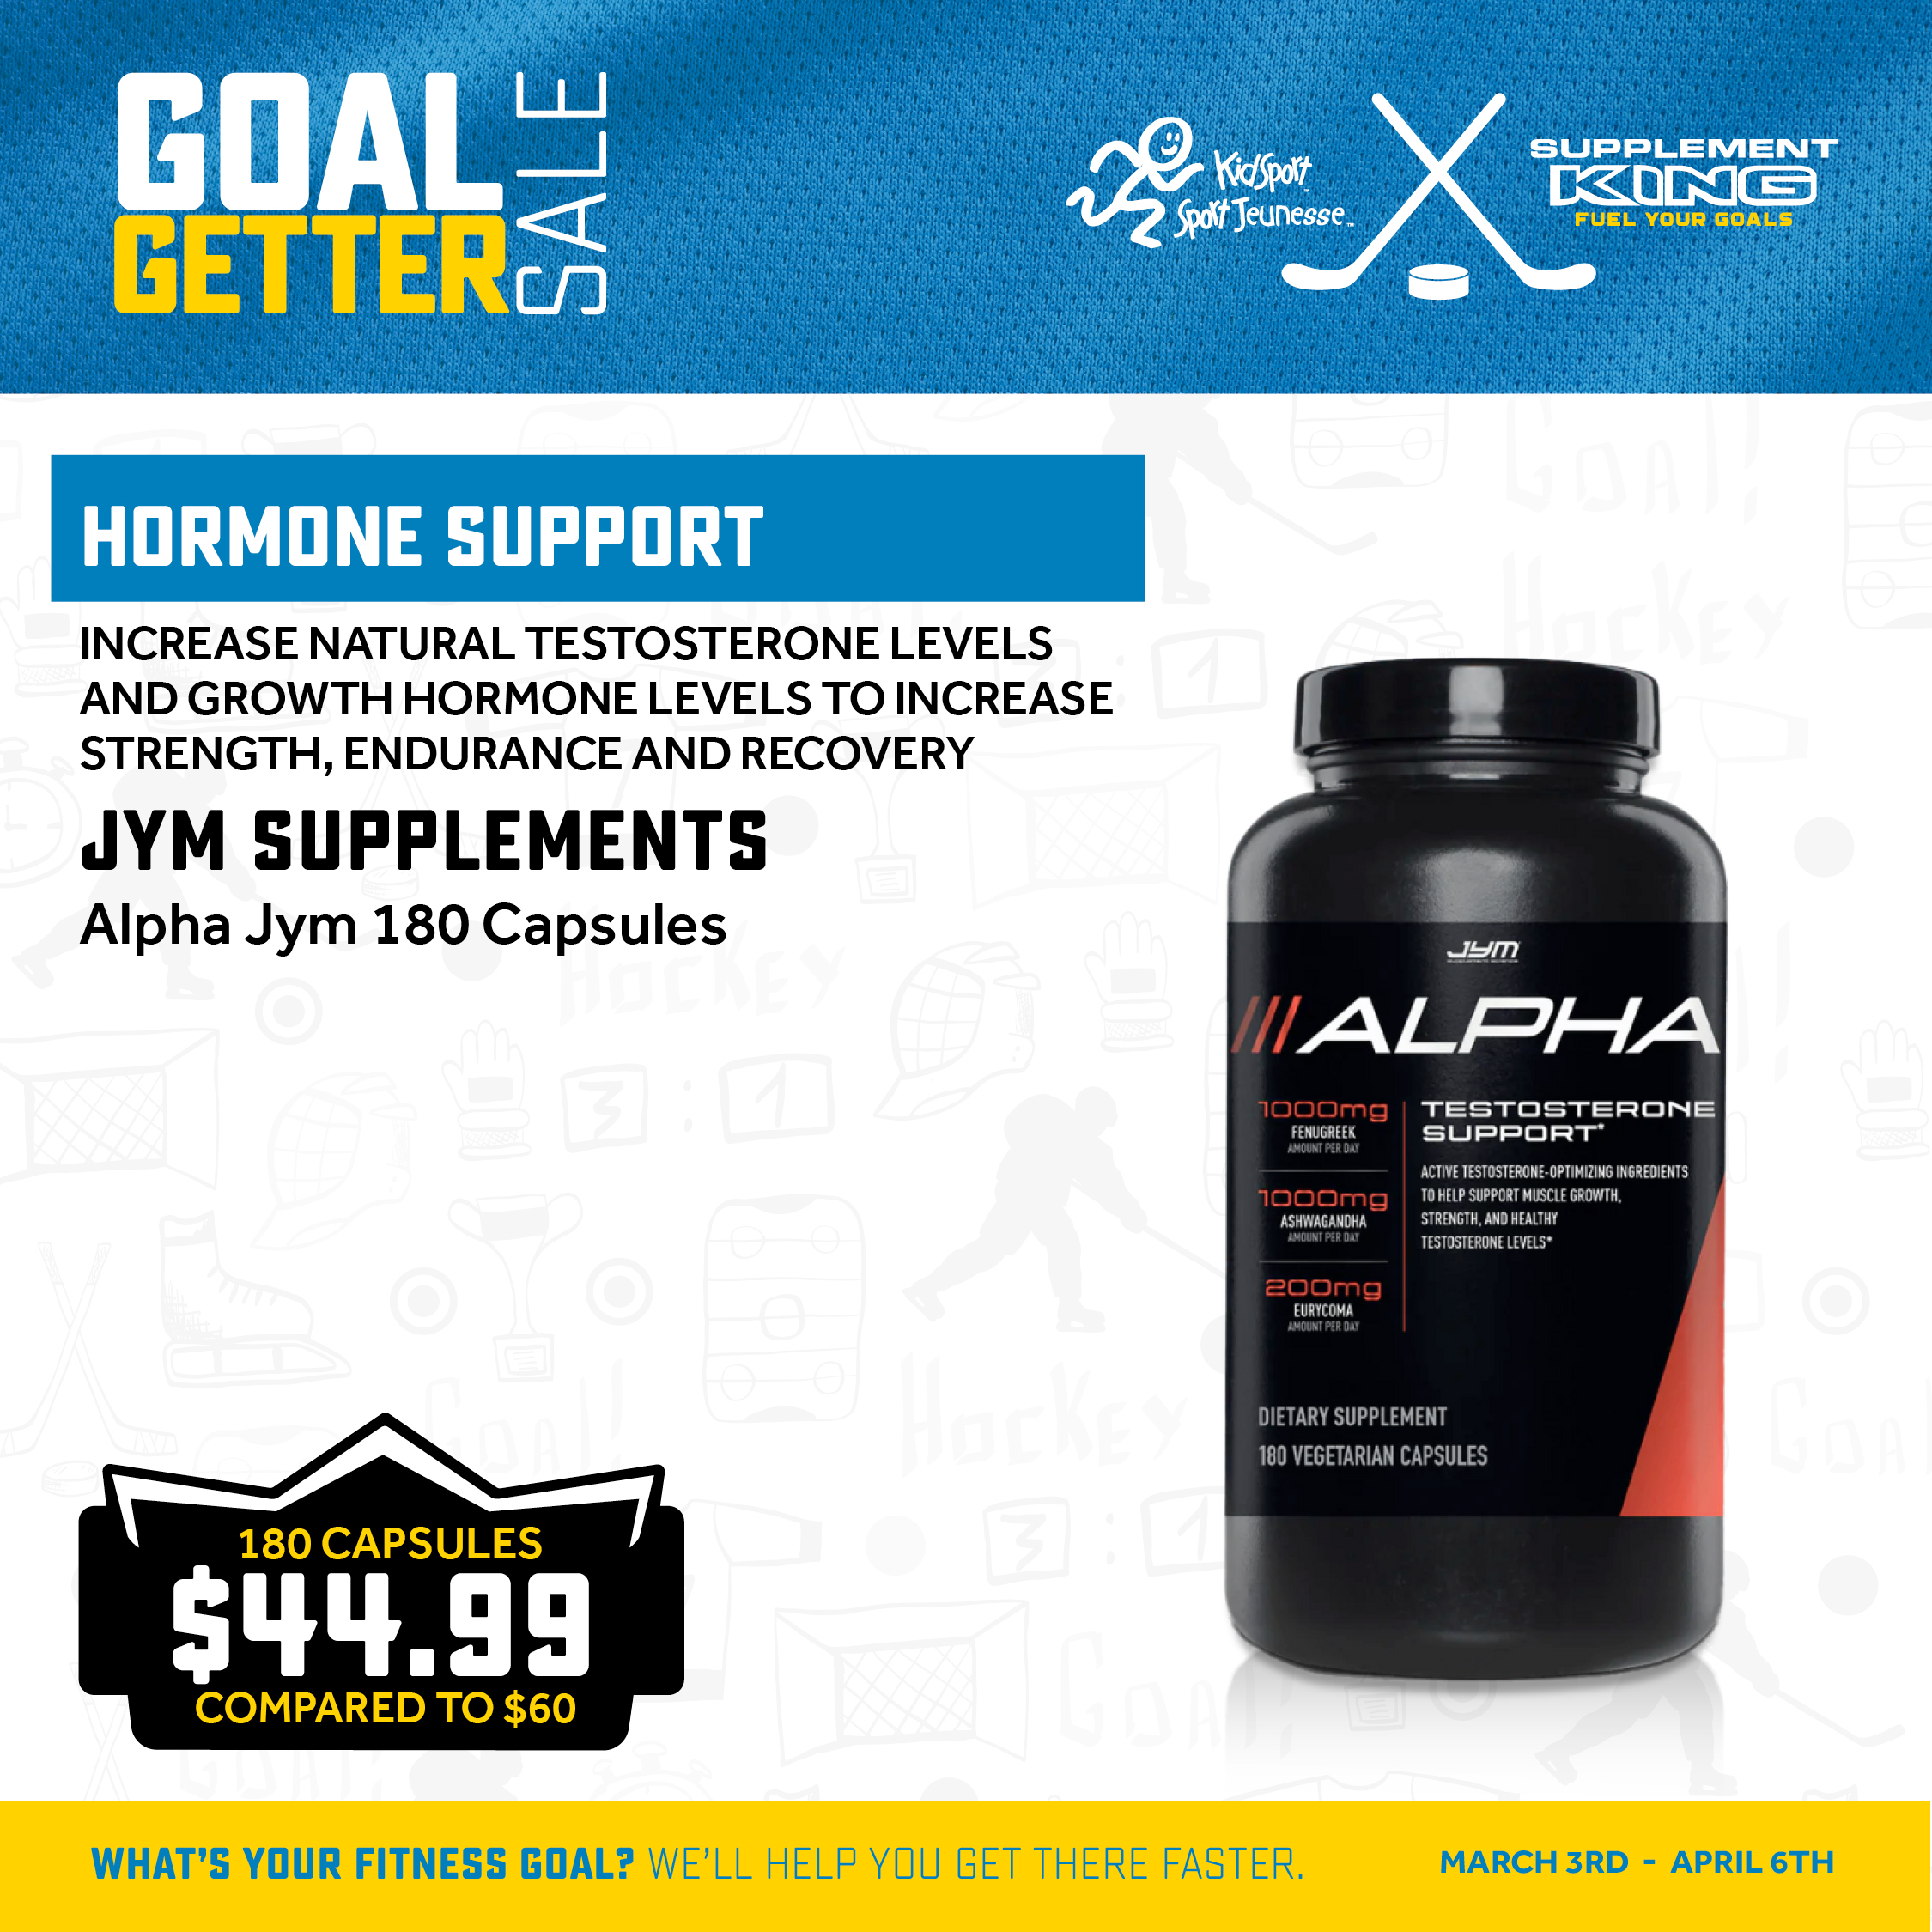 GOAL
GETTER
SALE
KidSport™
Sport Jeunesse™
SUPPLEMENT
KING
FUEL YOUR GOALS
HORMONE SUPPORT
INCREASE NATURAL TESTOSTERONE LEVELS
AND GROWTH HORMONE LEVELS TO INCREASE
STRENGTH, ENDURANCE AND RECOVERY
JYM SUPPLEMENTS
Alpha Jym 180 Capsules
JYM
ALPHA
1000mg
FENUGREEK
AMOUNT PER DAY
1000mg
ASHWAGANDHA
AMOUNT PER DAY
200mg
EURYCOMA
AMOUNT PER DAY
TESTOSTERONE
SUPPORT*
ACTIVE TESTOSTERONE-OPTIMIZING INGREDIENTS
TO HELP SUPPORT MUSCLE GROWTH,
STRENGTH, AND HEALTHY
TESTOSTERONE LEVELS*
DIETARY SUPPLEMENT
180 VEGETARIAN CAPSULES
180 CAPSULES
$44.99
COMPARED TO $60
WHAT'S YOUR FITNESS GOAL? WE'LL HELP YOU GET THERE FASTER.
MARCH 3RD - APRIL 6TH